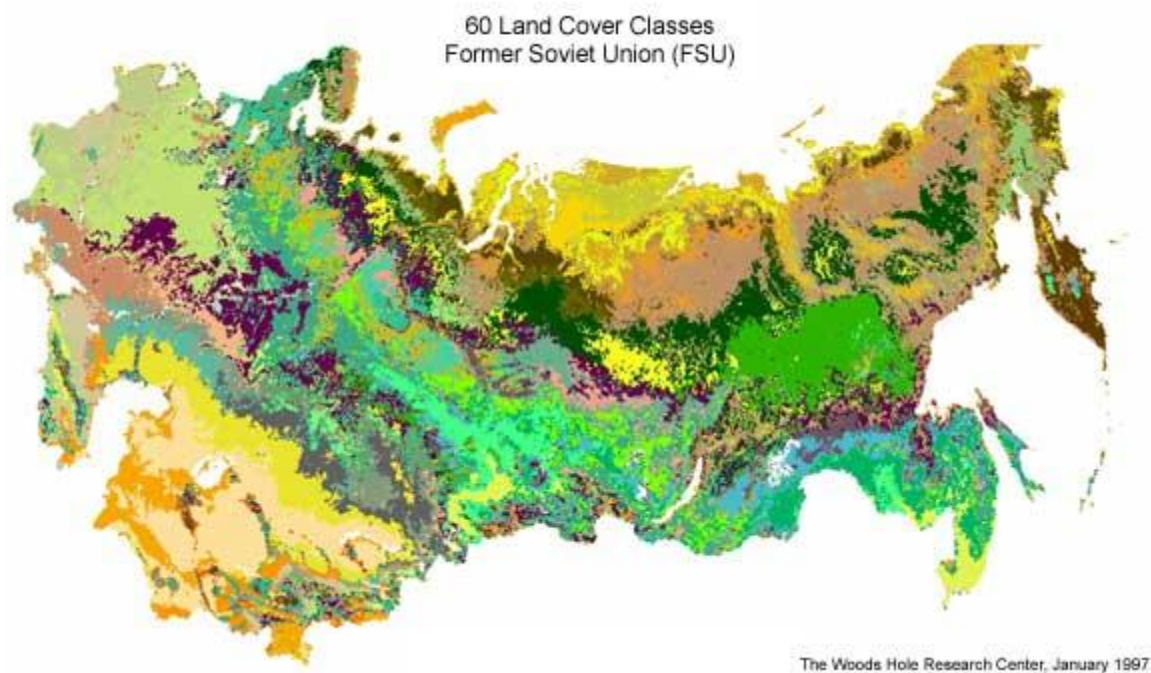 60 Land Cover Classes
Former Soviet Union (FSU)
The Woods Hole Research Center, January 1997